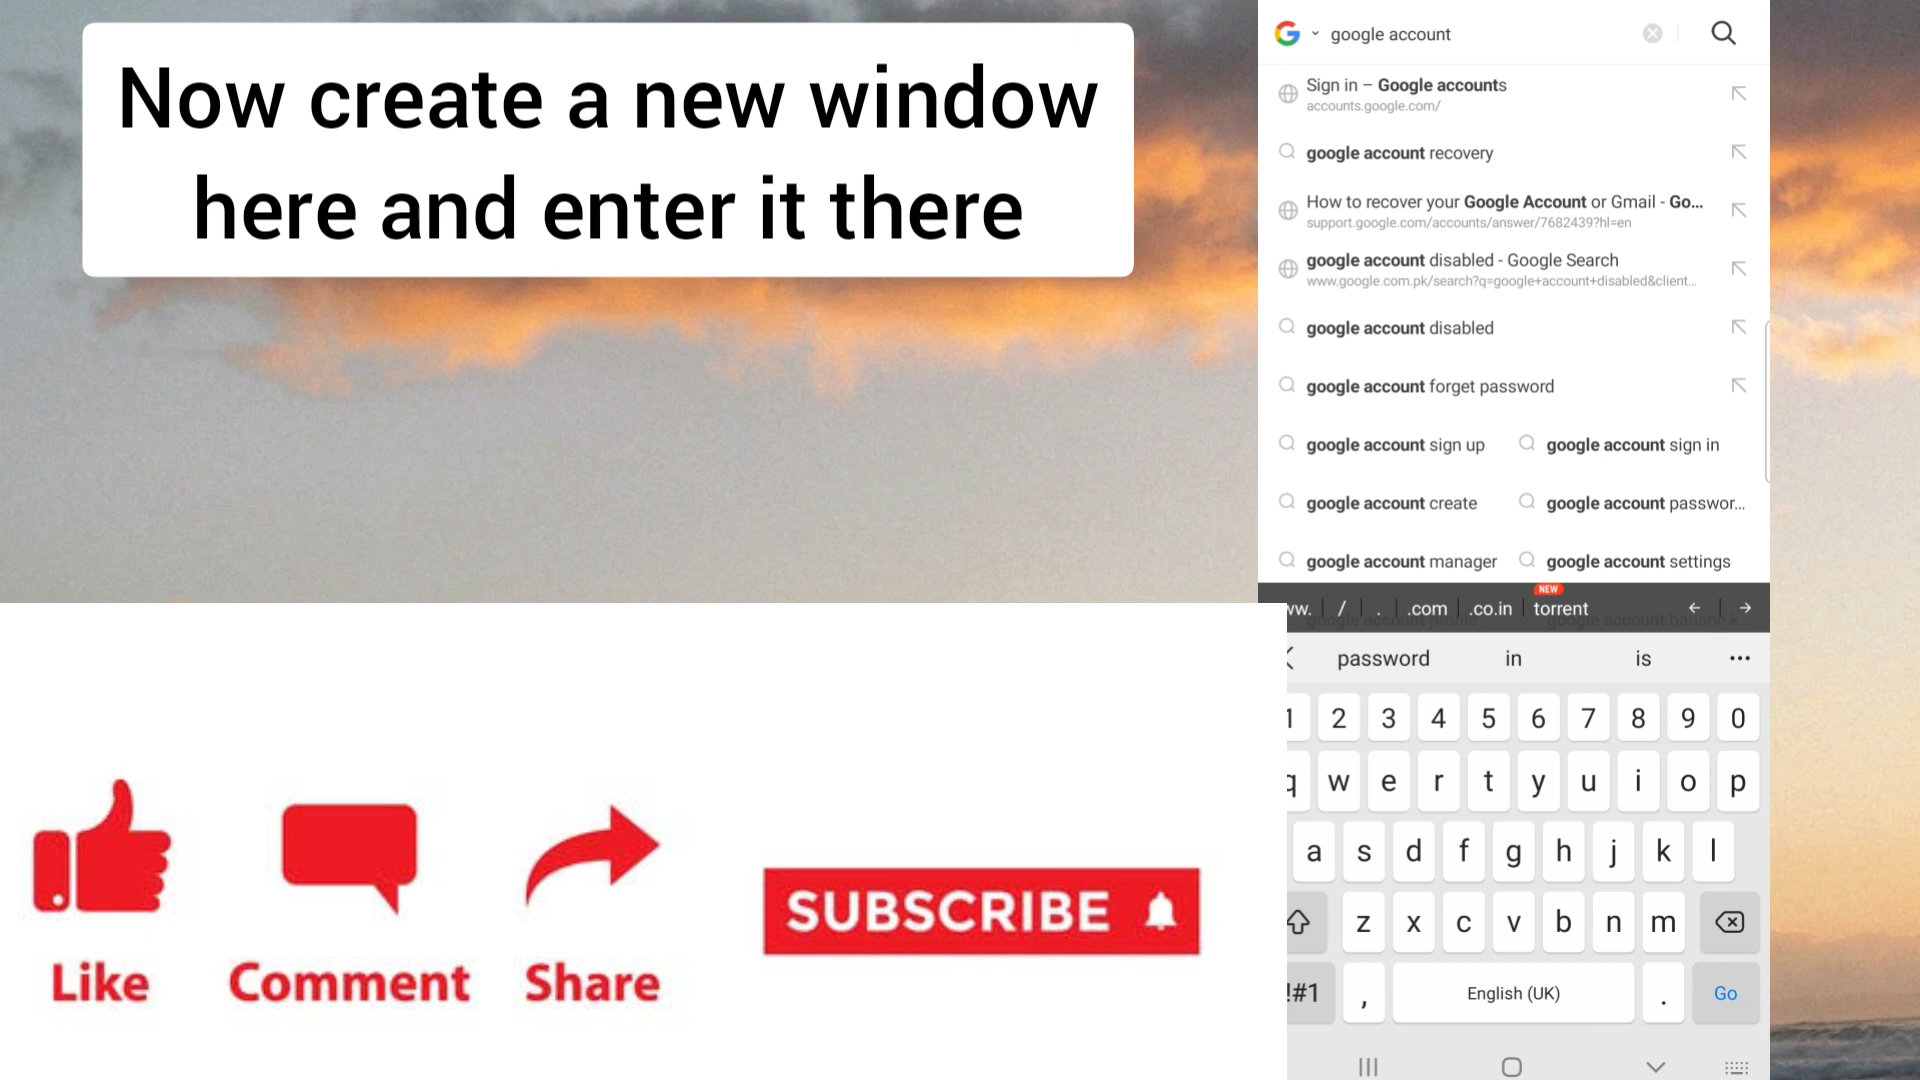 Now create a new window
here and enter it there
Like
Comment
Share
SUBSCRIBE
google account
Sign in – Google accounts
accounts.google.com/
google account recovery
How to recover your Google Account or Gmail - Go...
support.google.com/accounts/answer/7682439?hl=en
google account disabled - Google Search
www.google.com.pk/search?q=google+account+disabled&client...
google account disabled
google account forget password
google account sign up google account sign in
google account create google account passwor...
google account manager google account settings
NEW
/ . .com .co.in torrent
password in is
1 2 3 4 5 6 7 8 9 0
q w e r t y u i o p
a s d f g h j k l
z x c v b n m
!#1 , English (UK) . Go